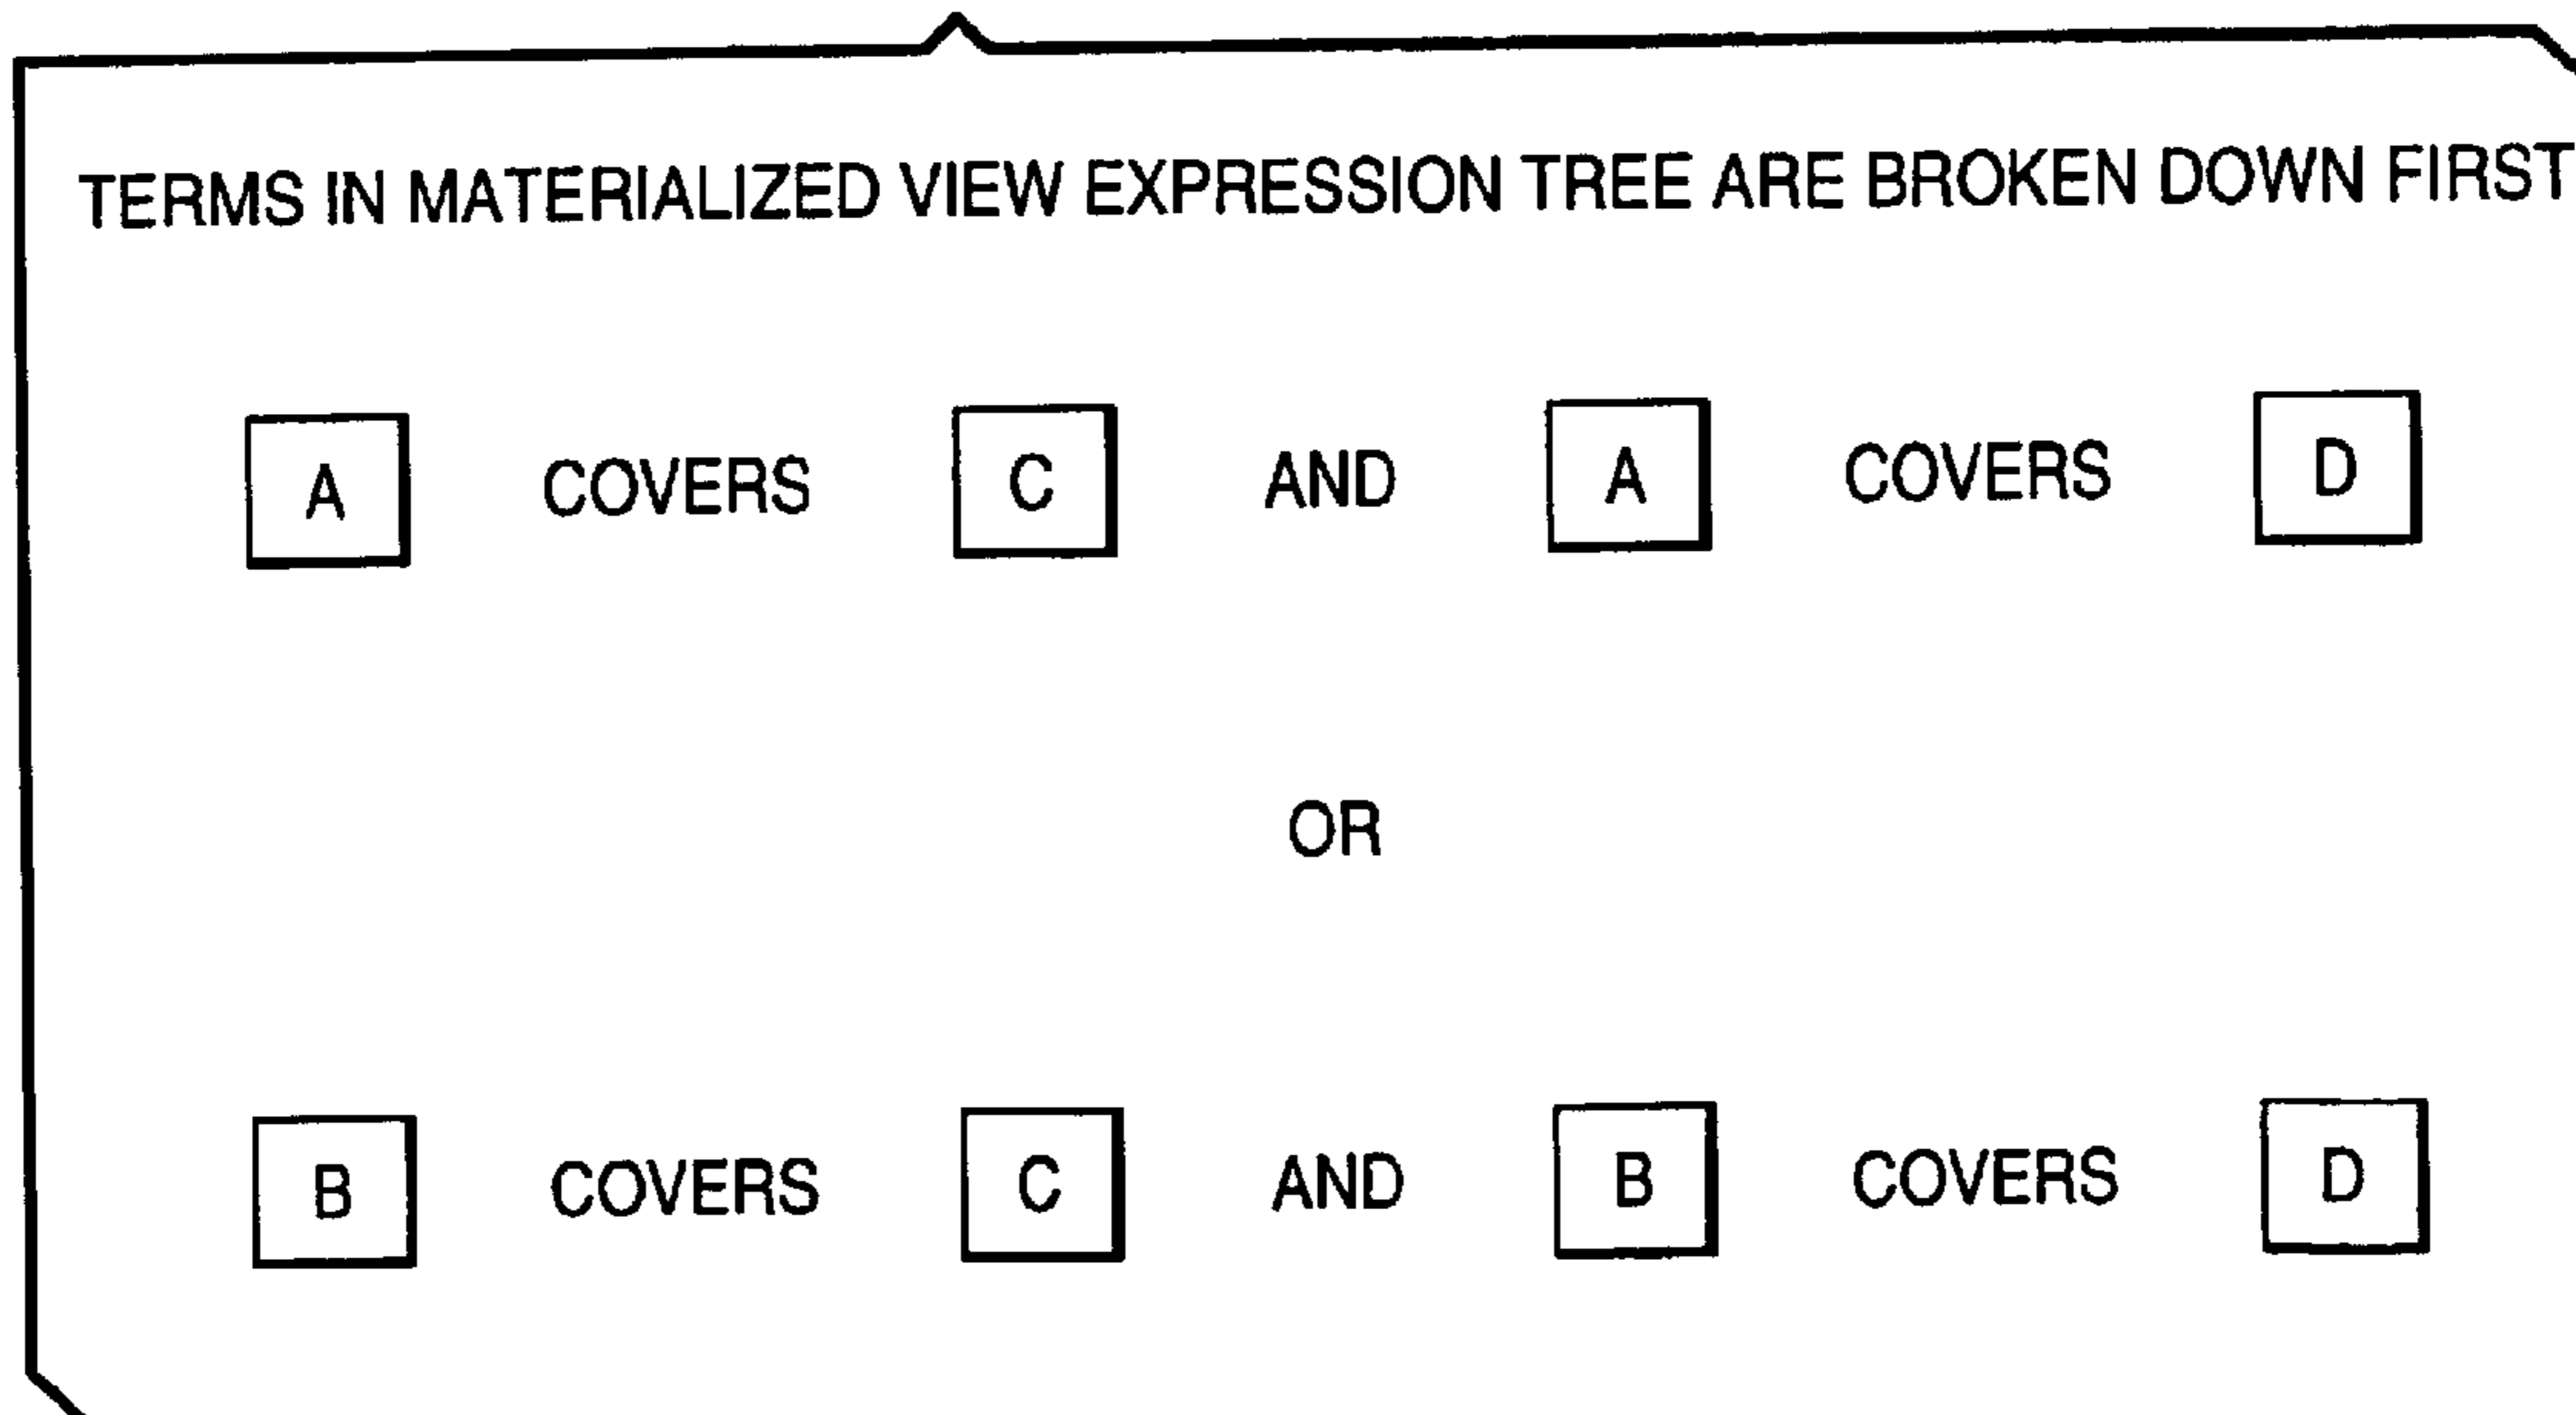 TERMS IN MATERIALIZED VIEW EXPRESSION TREE ARE BROKEN DOWN FIRST
A COVERS C AND A COVERS D
OR
B COVERS C AND B COVERS D